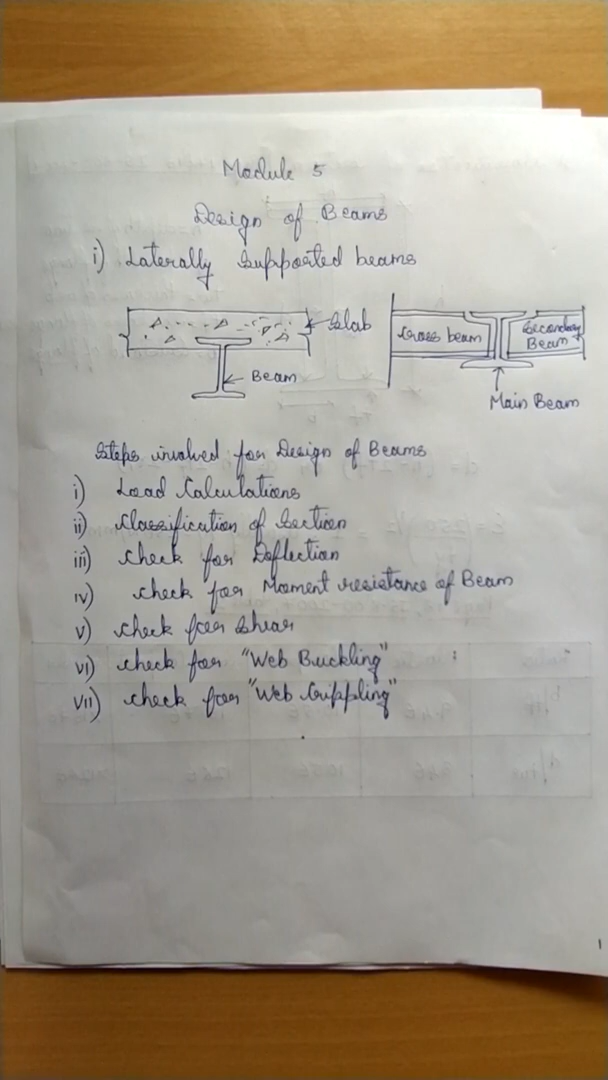 Module 5
Design of Beams
i) Laterally Supported beams
Slab
Beam
Cross beam
Secondary
Beam
Main Beam
Steps involved for Design of Beams
i) Load Calculations
ii) Classification of Section
iii) check for Deflection
iv) check for Moment resistance of Beam
v) check for Shear
vi) check for "Web Buckling"
vii) check for "Web Crippling"
1